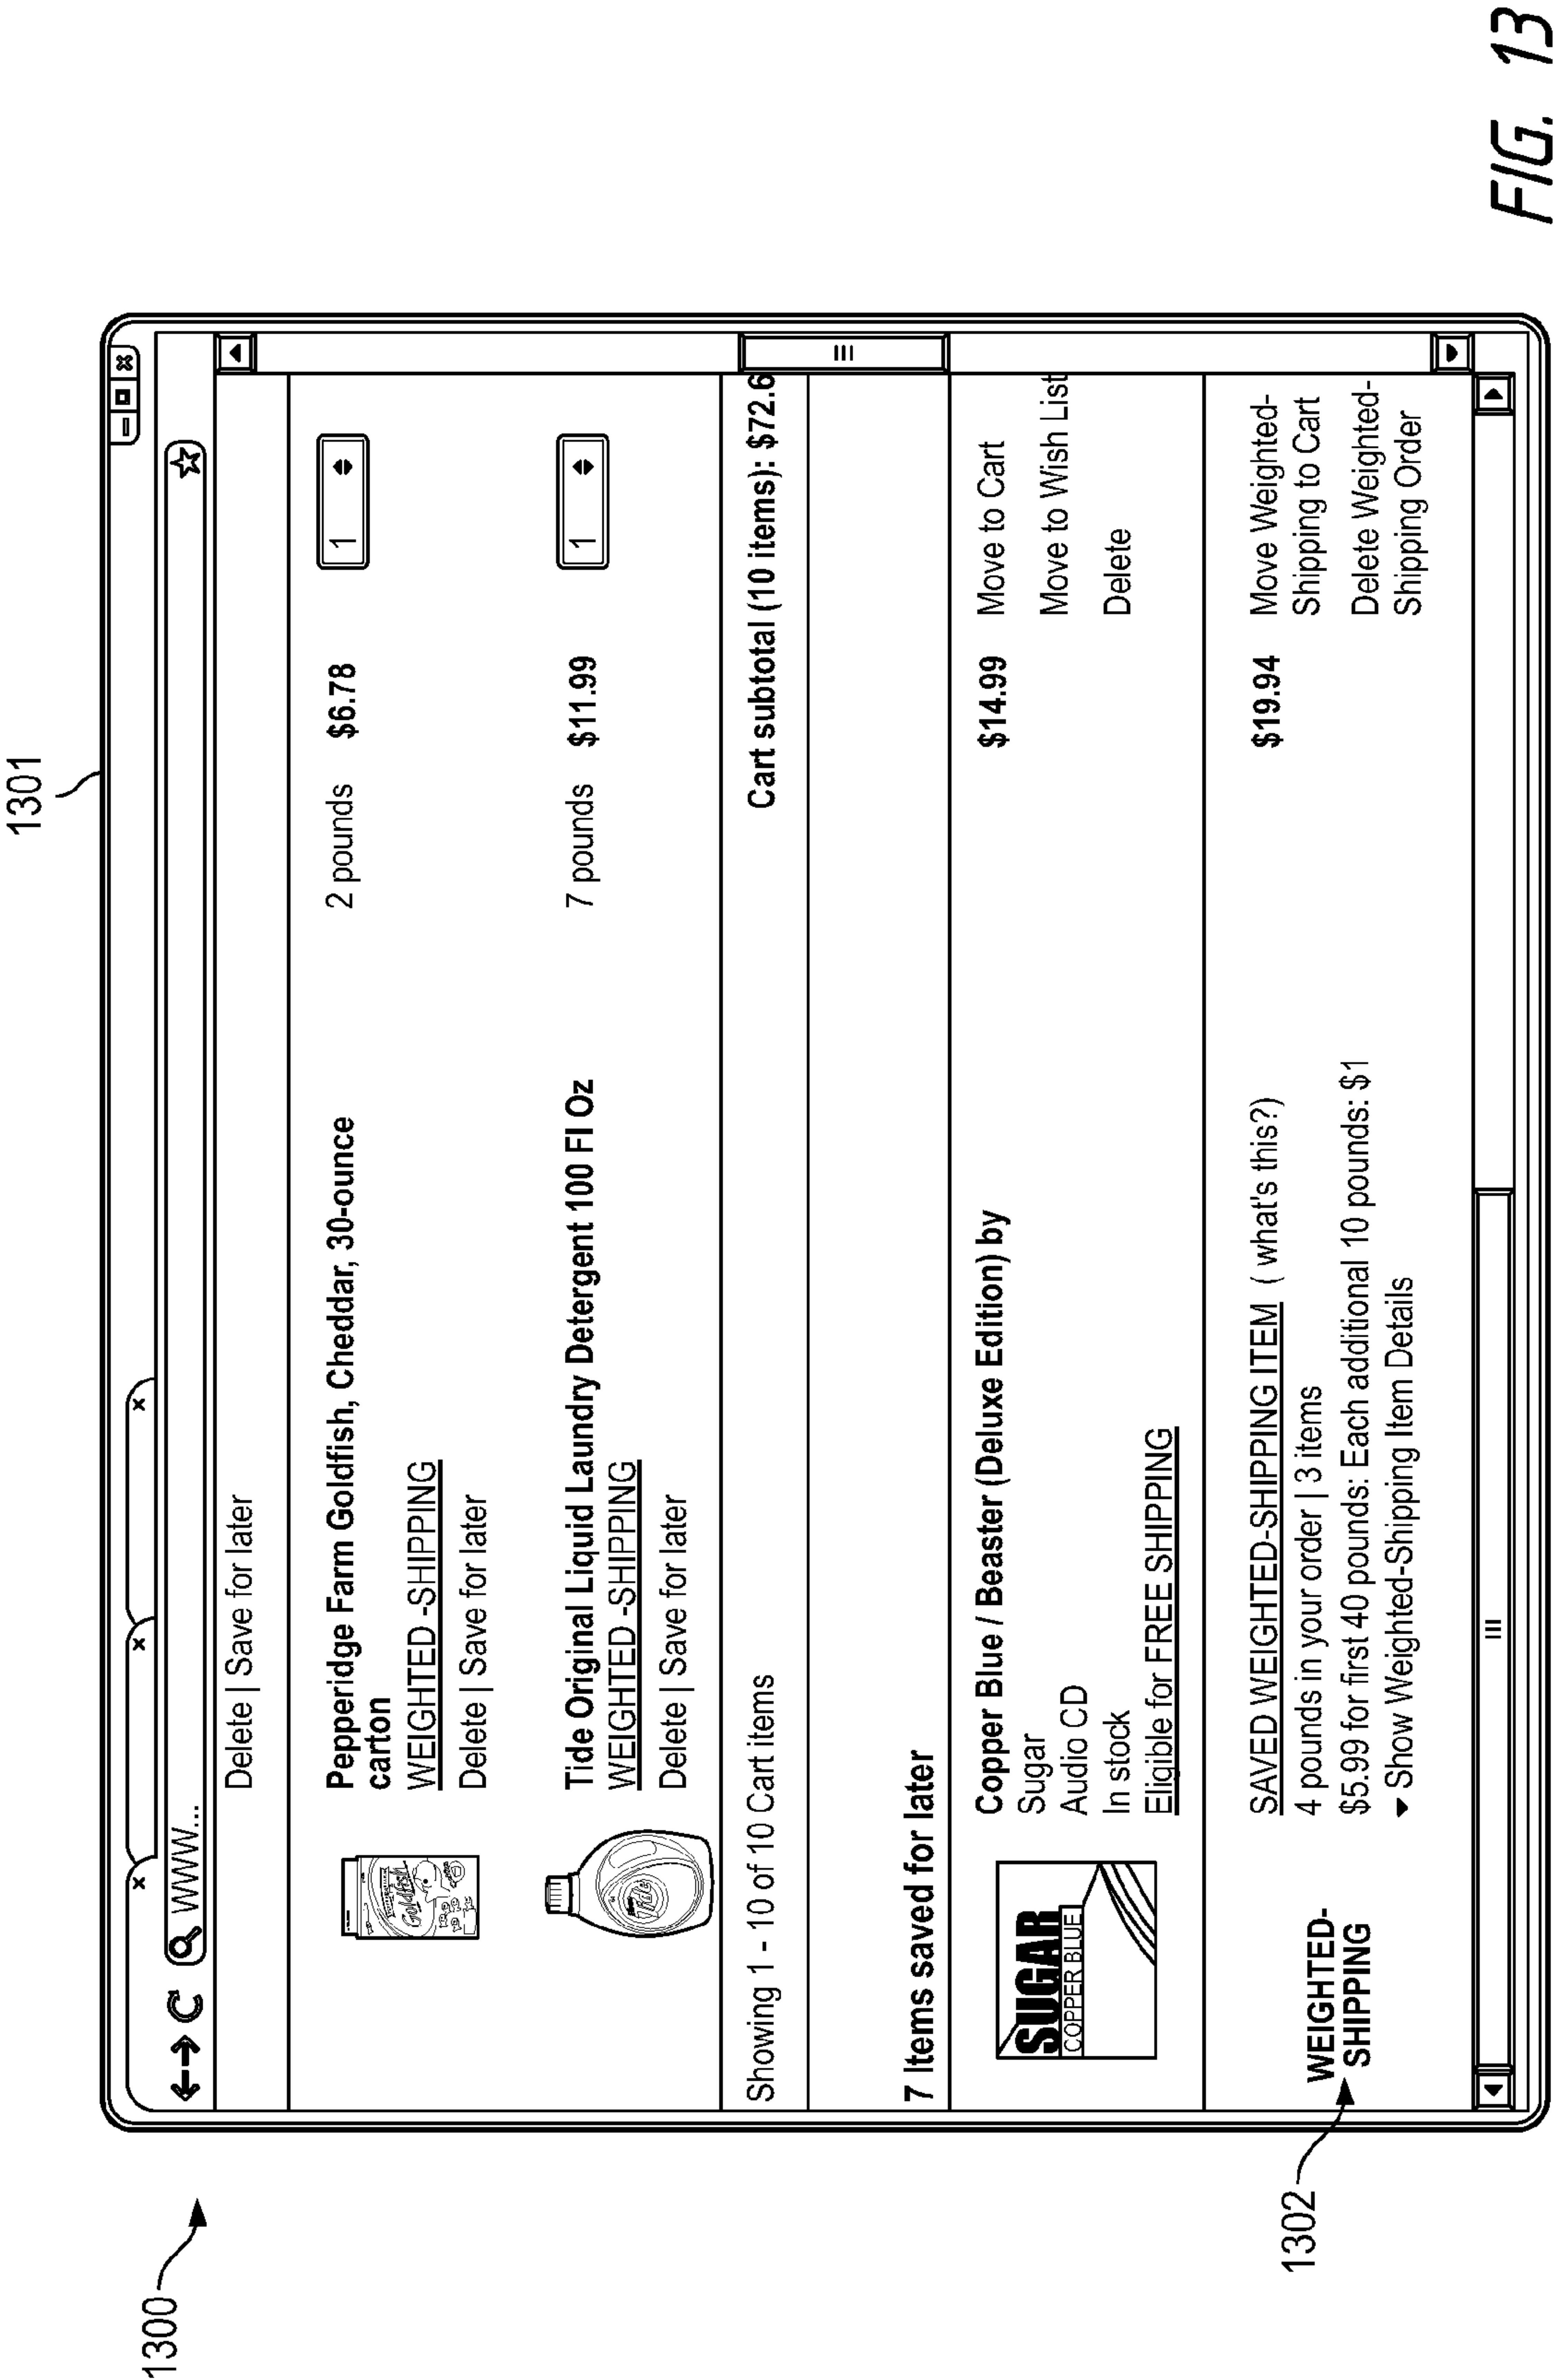 1300
1301
WWW...
Delete | Save for later
Pepperidge Farm Goldfish, Cheddar, 30-ounce
carton
2 pounds
$6.78
1
WEIGHTED -SHIPPING
Delete | Save for later
Goldfish
Tide Original Liquid Laundry Detergent 100 Fl Oz
7 pounds
$11.99
1
WEIGHTED -SHIPPING
Delete | Save for later
Tide
Showing 1 - 10 of 10 Cart items
Cart subtotal (10 items): $72.6
7 Items saved for later
SUGAR
COPPER BLUE
Copper Blue / Beaster (Deluxe Edition) by
Sugar
Audio CD
In stock
Eligible for FREE SHIPPING
$14.99
Move to Cart
Move to Wish List
Delete
1302
WEIGHTED-
SHIPPING
SAVED WEIGHTED-SHIPPING ITEM ( what's this?)
4 pounds in your order | 3 items
$5.99 for first 40 pounds: Each additional 10 pounds: $1
Show Weighted-Shipping Item Details
$19.94
Move Weighted-
Shipping to Cart
Delete Weighted-
Shipping Order
FIG. 13